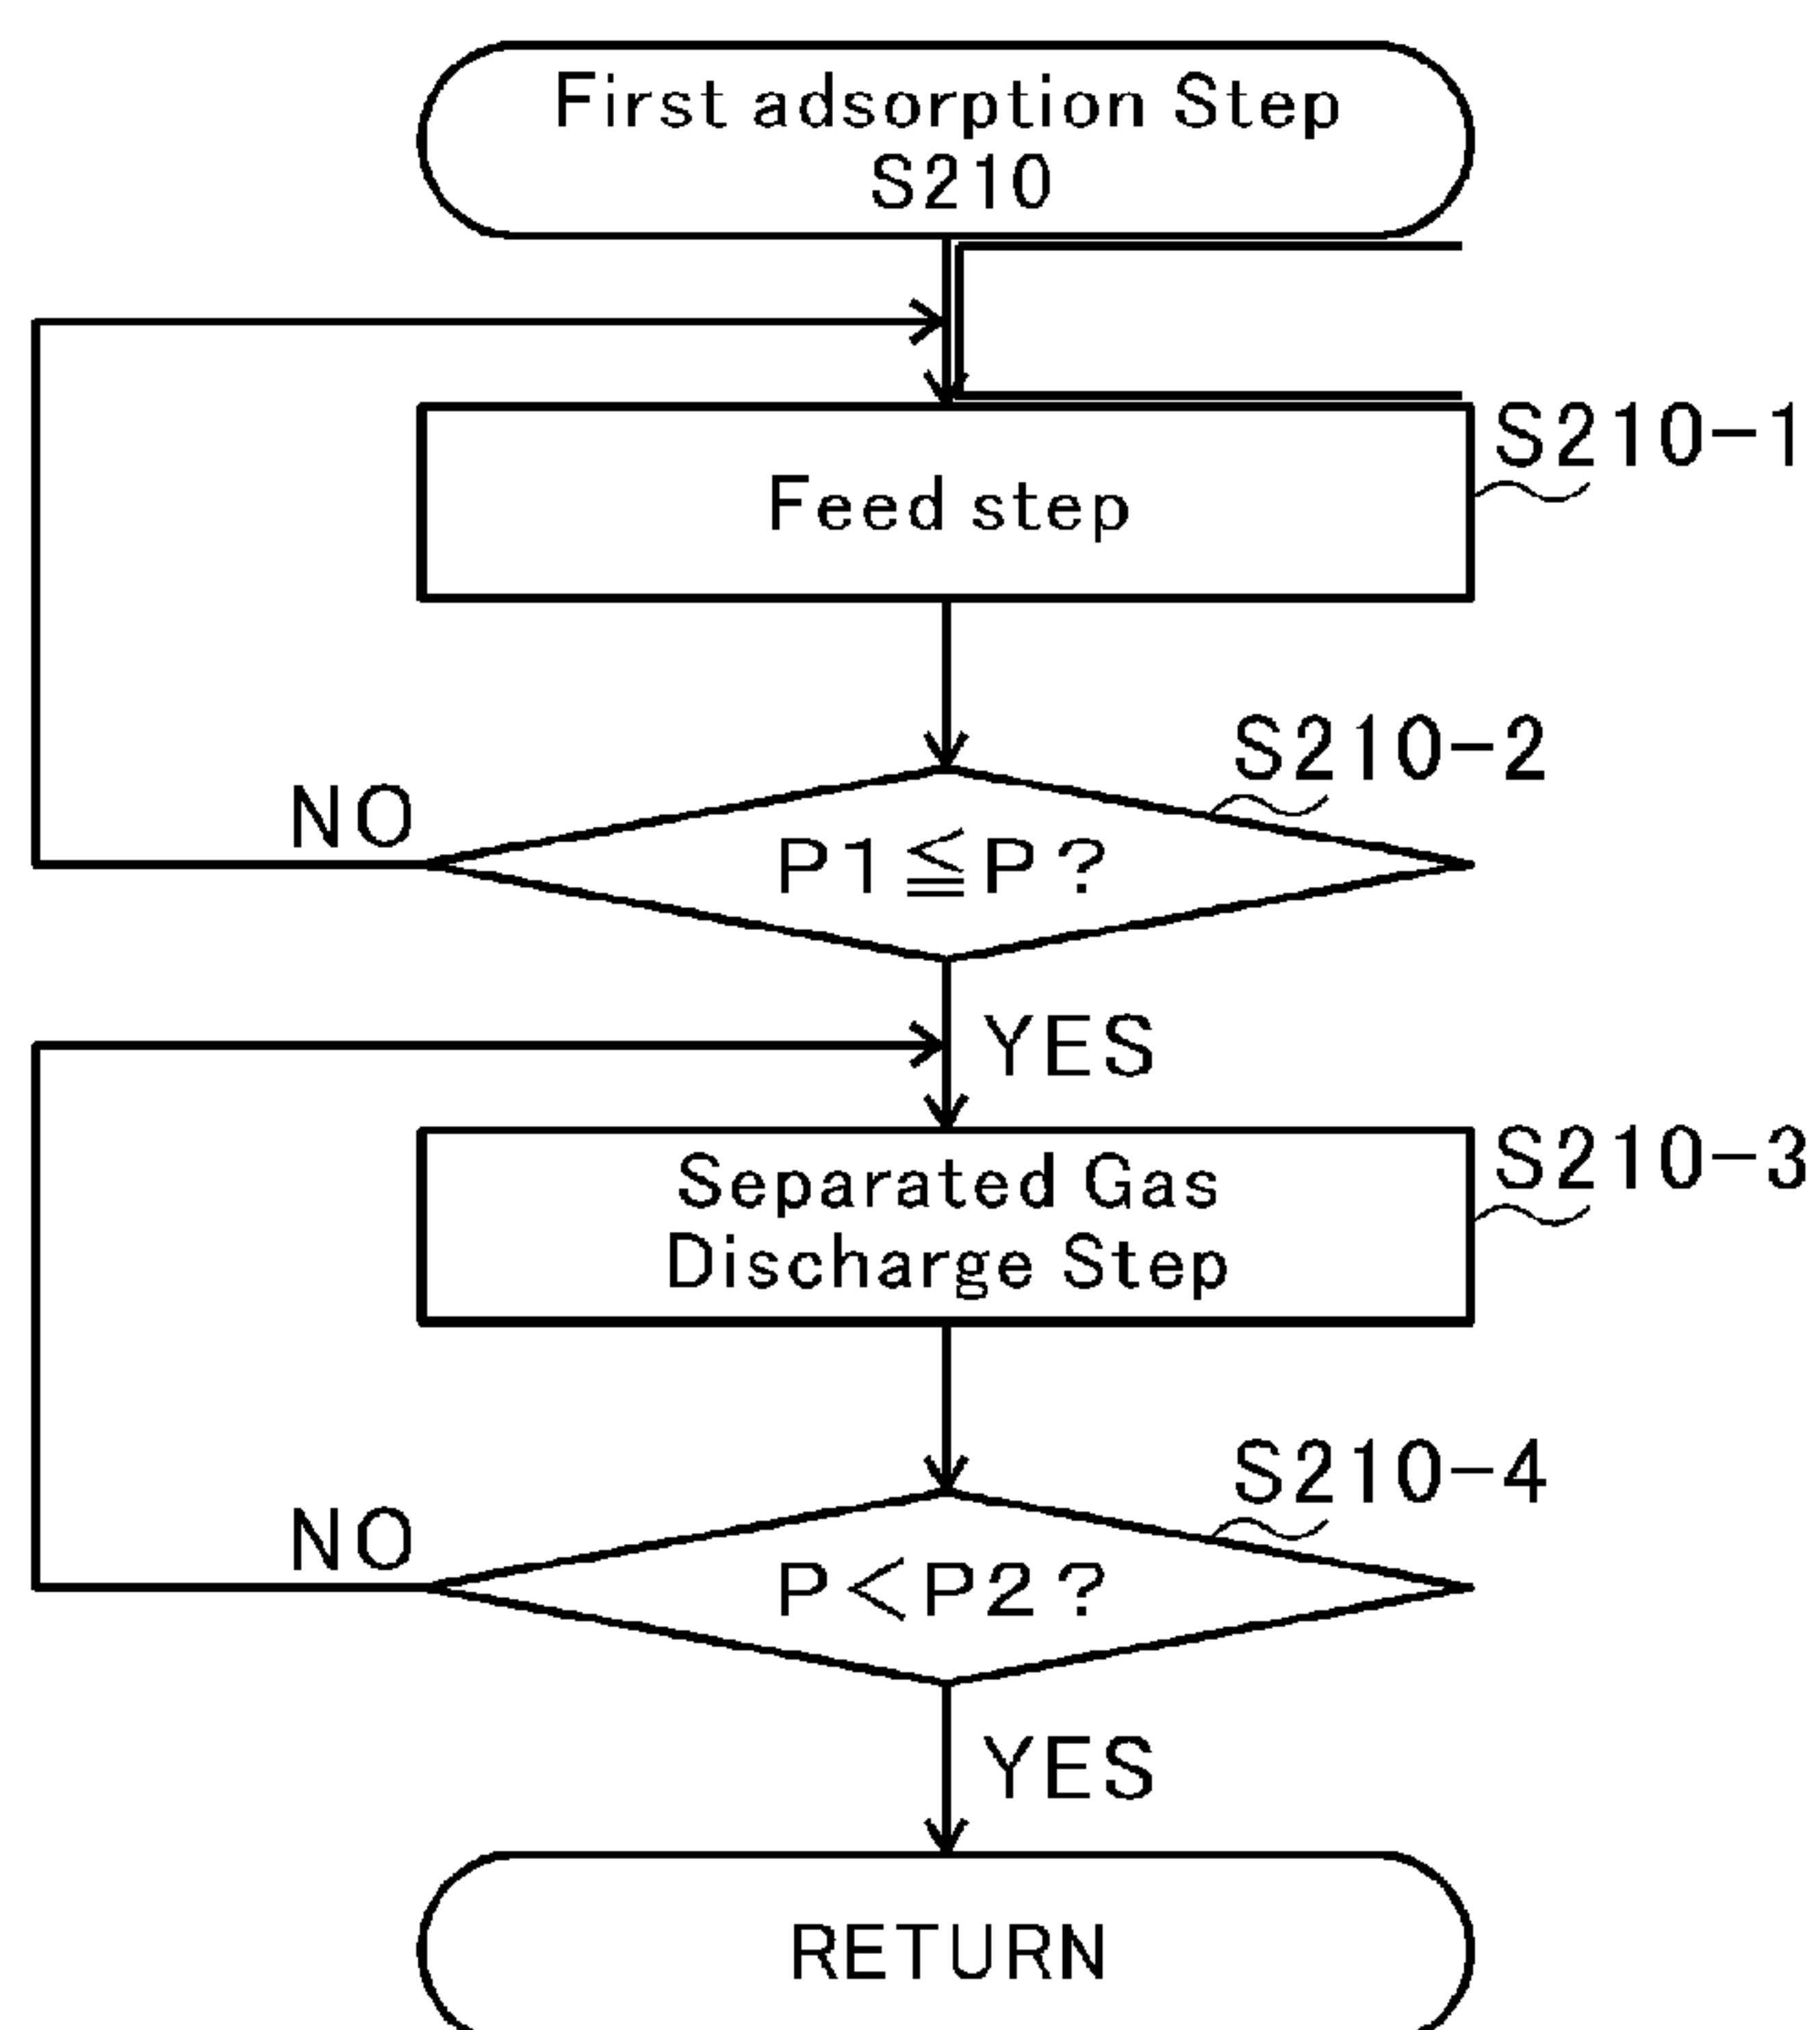 First adsorption Step
S210
S210-1
Feed step
S210-2
NO
P1≦P?
YES
S210-3
Separated Gas
Discharge Step
S210-4
NO
P<P2?
YES
RETURN